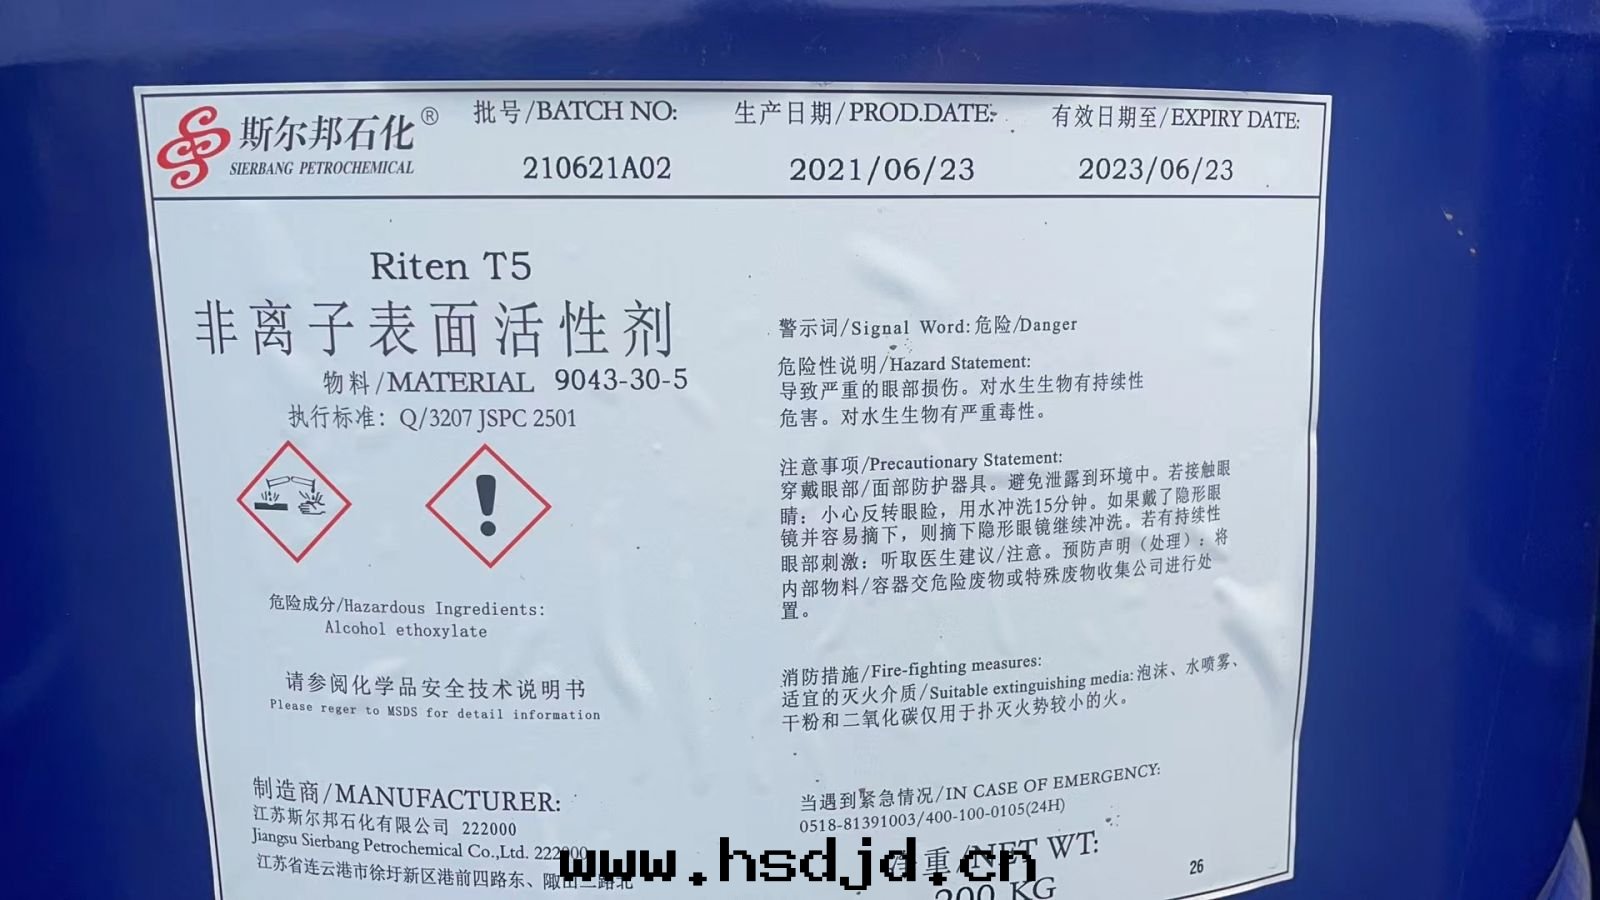 斯尔邦石化®
SIERBANG PETROCHEMICAL
批号/BATCH NO:
210621A02
生产日期/PROD.DATE:
2021/06/23
有效日期至/EXPIRY DATE:
2023/06/23
Riten T5
非离子表面活性剂
物料/MATERIAL 9043-30-5
执行标准：Q/3207 JSPC 2501
危险成分/Hazardous Ingredients:
Alcohol ethoxylate
请参阅化学品安全技术说明书
Please reger to MSDS for detail information
制造商/MANUFACTURER:
江苏斯尔邦石化有限公司 222000
Jiangsu Sierbang Petrochemical Co.,Ltd. 222000
江苏省连云港市徐圩新区港前四路东、陬山二路北
警示词/Signal Word:危险/Danger
危险性说明/Hazard Statement:
导致严重的眼部损伤。对水生生物有持续性
危害。对水生生物有严重毒性。
注意事项/Precautionary Statement:
穿戴眼部/面部防护器具。避免泄露到环境中。若接触眼
睛：小心反转眼睑，用水冲洗15分钟。如果戴了隐形眼
镜并容易摘下，则摘下隐形眼镜继续冲洗。若有持续性
眼部刺激：听取医生建议/注意。预防声明（处理）：将
内部物料/容器交危险废物或特殊废物收集公司进行处
置。
消防措施/Fire-fighting measures:
适宜的灭火介质/Suitable extinguishing media:泡沫、水喷雾、
干粉和二氧化碳仅用于扑灭火势较小的火。
当遇到紧急情况/IN CASE OF EMERGENCY:
0518-81391003/400-100-0105(24H)
净重/NET WT:
200 KG
26
www.hsdjd.cn